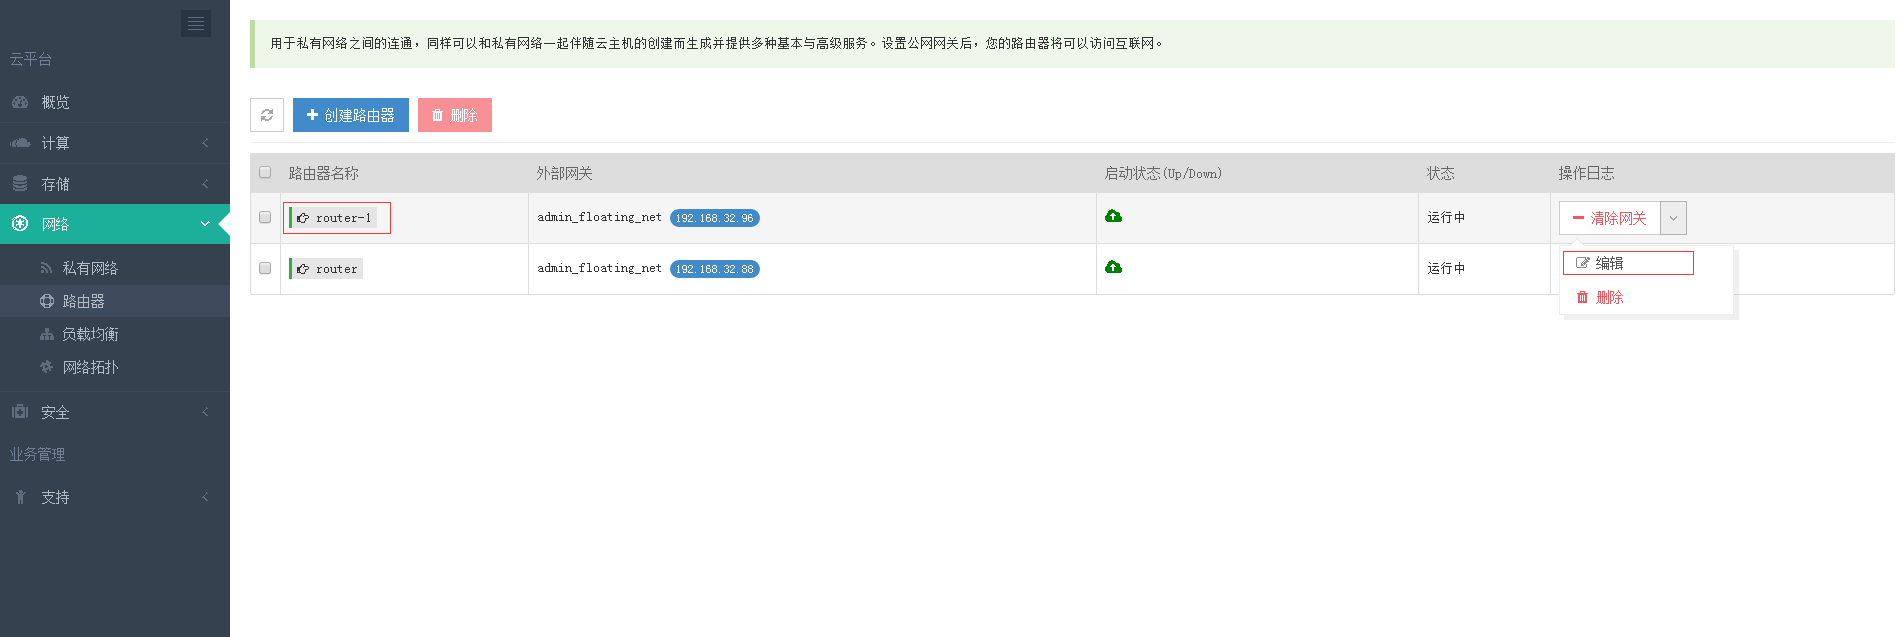 云平台
概览
计算
存储
网络
私有网络
路由器
负载均衡
网络拓扑
安全
业务管理
支持
用于私有网络之间的连通，同样可以和私有网络一起伴随云主机的创建而生成并提供多种基本与高级服务。设置公网网关后，您的路由器将可以访问互联网。
创建路由器 删除
路由器名称 外部网关 启动状态(Up/Down) 状态 操作日志
router-1 admin_floating_net 192.168.32.96 运行中 清除网关
router admin_floating_net 192.168.32.88 运行中
编辑
删除